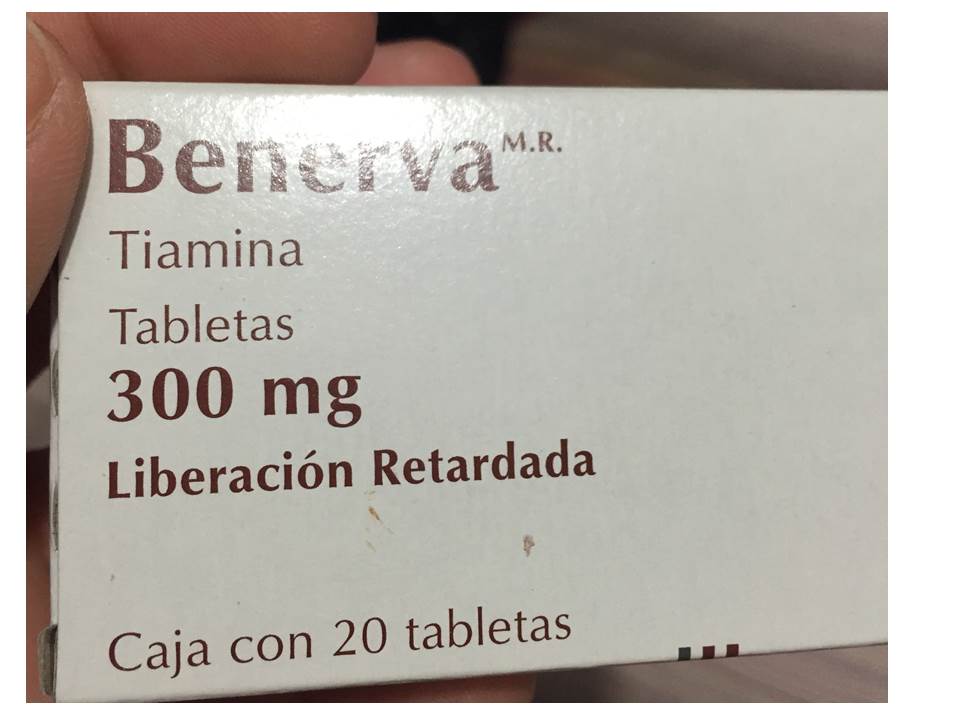 Benerva M.R.
Tiamina
Tabletas
300 mg
Liberación Retardada
Caja con 20 tabletas